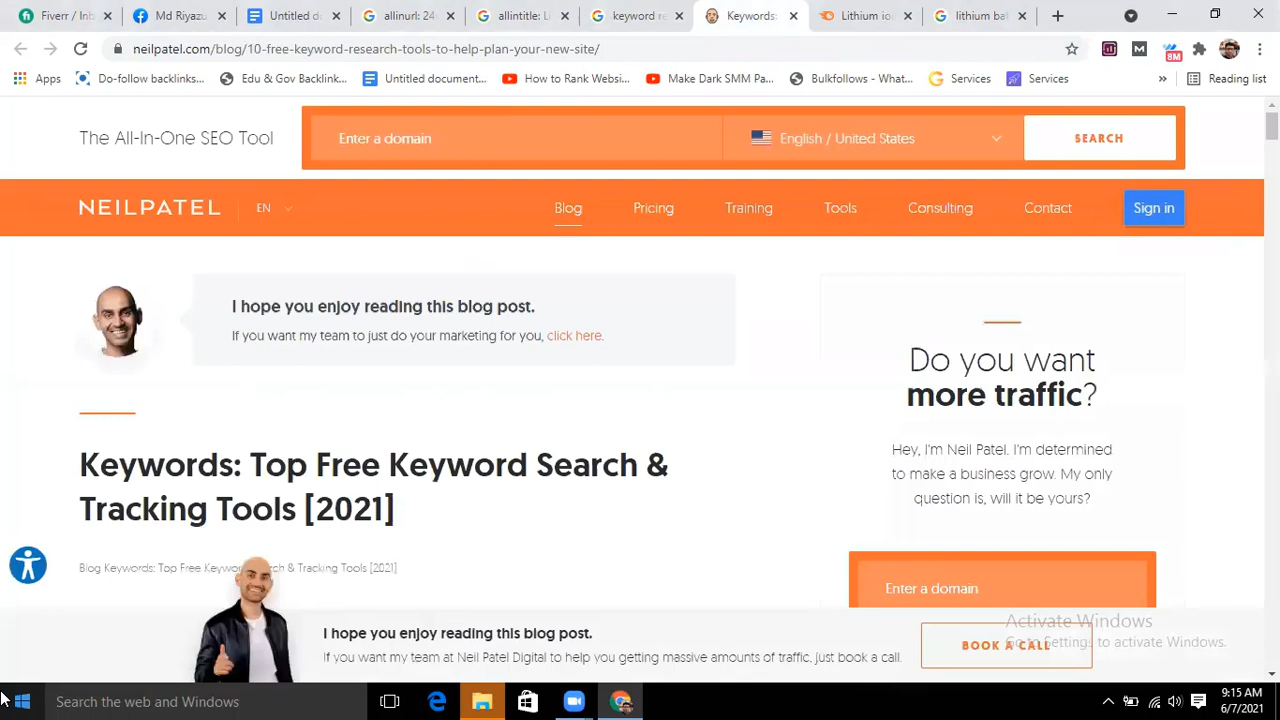 Fiverr / Inb
Md Riyazu
Untitled d
allinurl: 24
allintitle: Li
keyword re
Keywords:
Lithium ion
lithium bat
neilpatel.com/blog/10-free-keyword-research-tools-to-help-plan-your-new-site/
8M
Apps
Do-follow backlinks...
Edu & Gov Backlink...
Untitled document...
How to Rank Websi...
Make Dark SMM Pa...
Bulkfollows - What...
Services
Services
»
Reading list
The All-In-One SEO Tool
Enter a domain
English / United States
SEARCH
NEILPATEL
EN
Blog
Pricing
Training
Tools
Consulting
Contact
Sign in
I hope you enjoy reading this blog post.
If you want my team to just do your marketing for you, click here.
Do you want
more traffic?
Hey, I'm Neil Patel. I'm determined
to make a business grow. My only
question is, will it be yours?
Keywords: Top Free Keyword Search &
Tracking Tools [2021]
Blog Keywords: Top Free Keyword Search & Tracking Tools [2021]
Enter a domain
I hope you enjoy reading this blog post.
If you want my team at Neil Patel Digital to help you getting massive amounts of traffic, just book a call.
BOOK A CALL
Activate Windows
Go to Settings to activate Windows.
Search the web and Windows
9:15 AM
6/7/2021